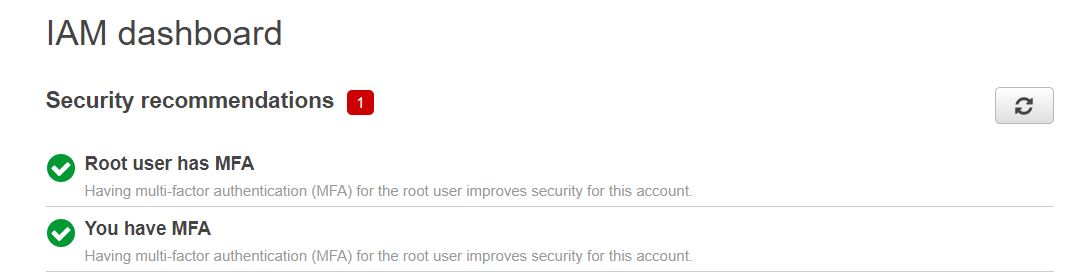 IAM dashboard
Security recommendations 1
Root user has MFA
Having multi-factor authentication (MFA) for the root user improves security for this account.
You have MFA
Having multi-factor authentication (MFA) for the root user improves security for this account.